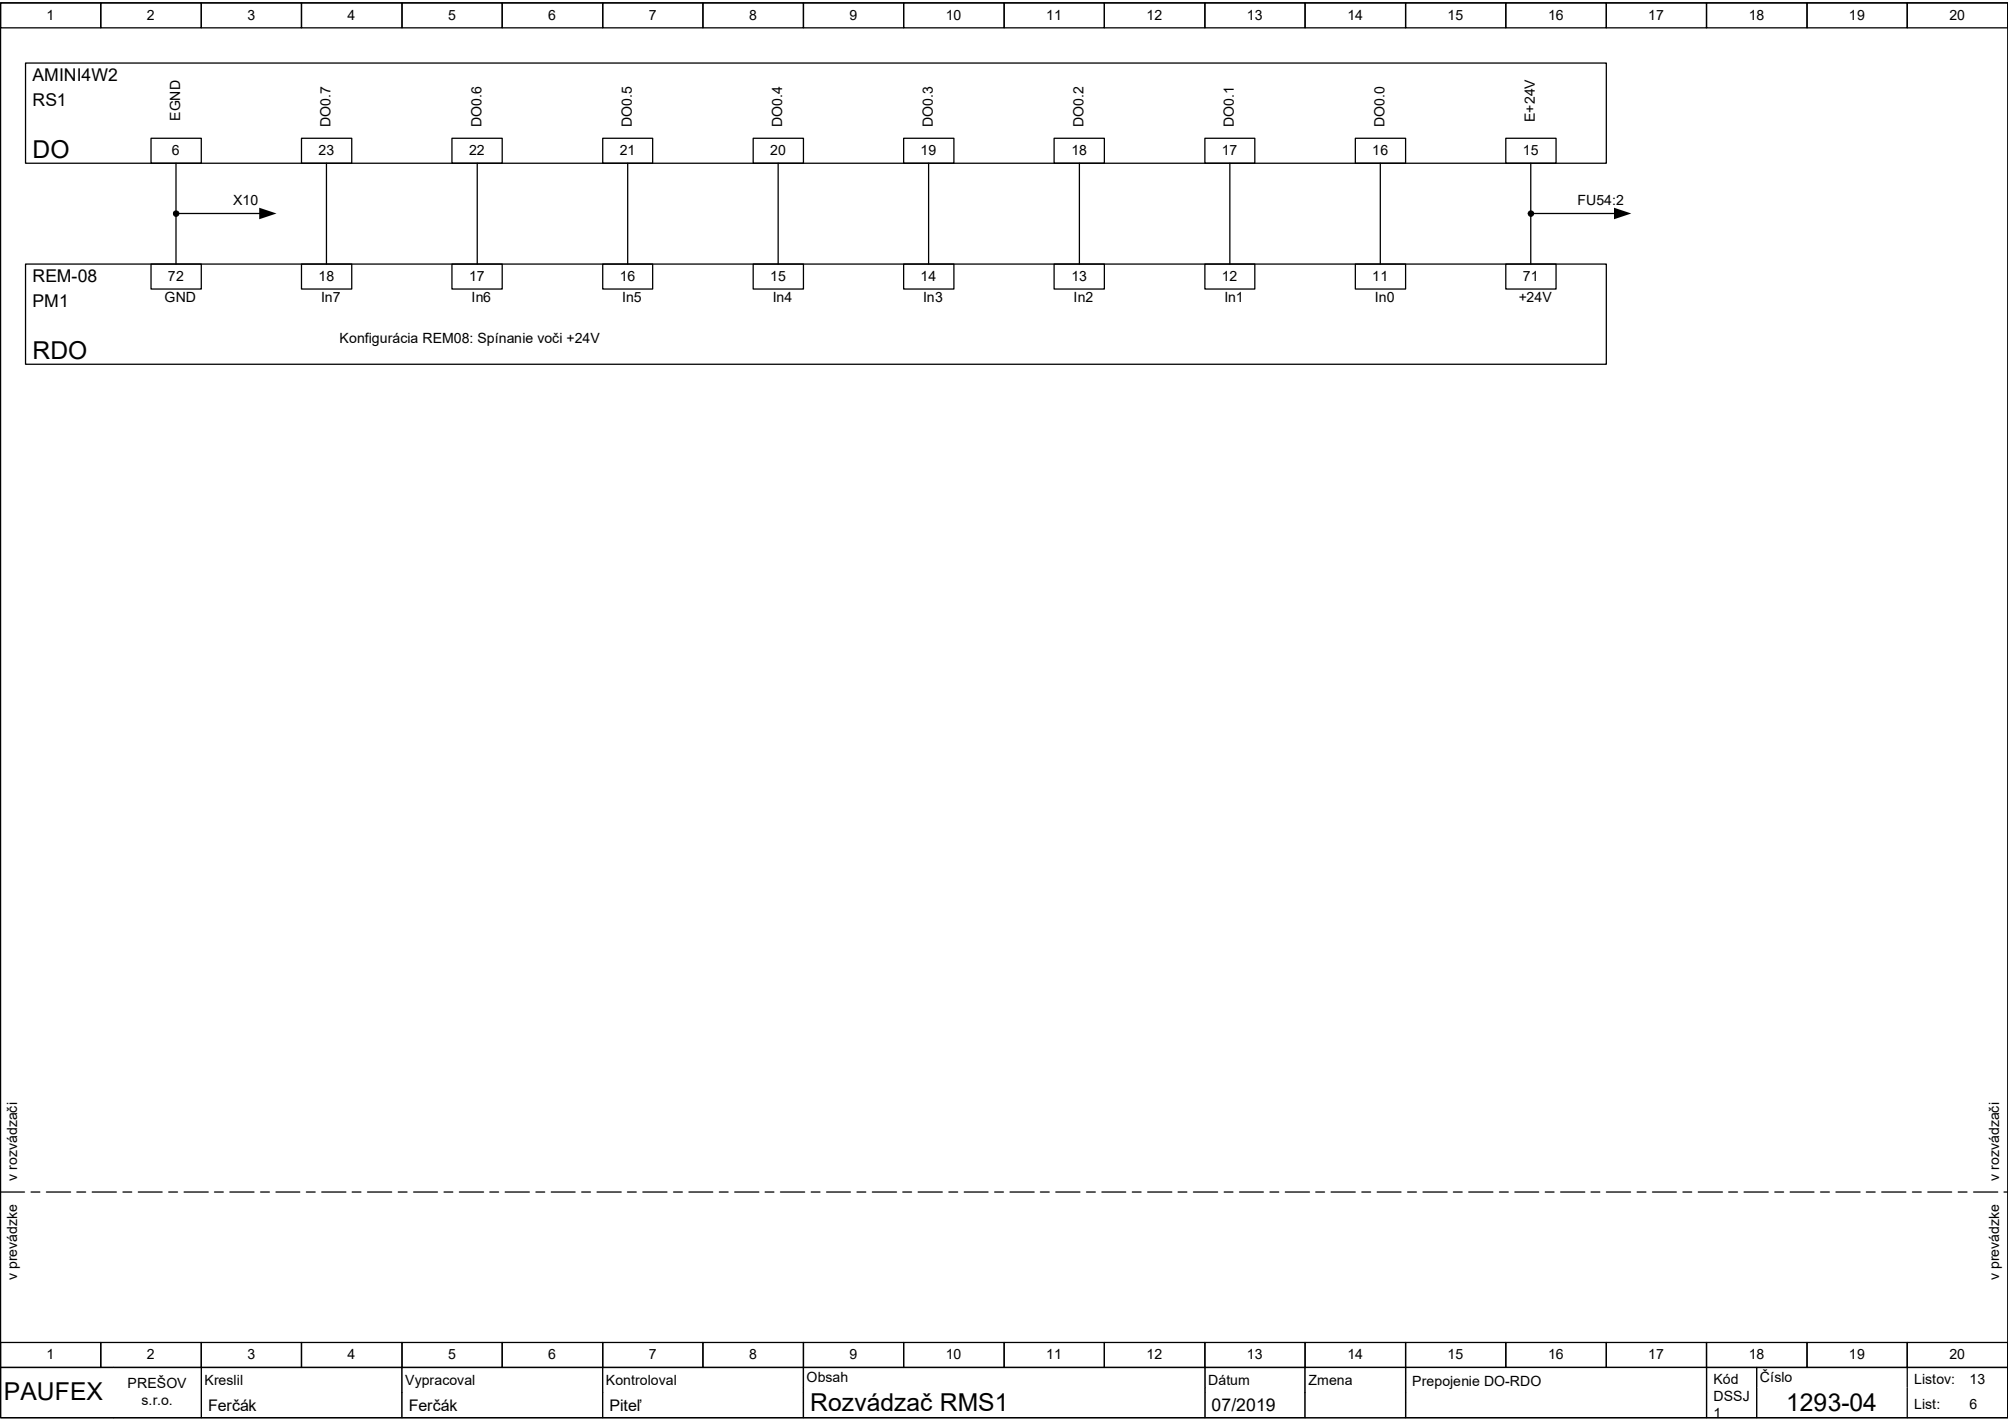 1 2 3 4 5 6 7 8 9 10 11 12 13 14 15 16 17 18 19 20
AMINI4W2
RS1
DO
EGND DO0.7 DO0.6 DO0.5 DO0.4 DO0.3 DO0.2 DO0.1 DO0.0 E+24V
6 23 22 21 20 19 18 17 16 15
X10 FU54:2
REM-08
PM1
RDO
72 18 17 16 15 14 13 12 11 71
GND In7 In6 In5 In4 In3 In2 In1 In0 +24V
Konfigurácia REM08: Spínanie voči +24V
v rozvádzači v rozvádzači
v prevádzke v prevádzke
1 2 3 4 5 6 7 8 9 10 11 12 13 14 15 16 17 18 19 20
PAUFEX
PREŠOV
s.r.o.
Kreslil
Ferčák
Vypracoval
Ferčák
Kontroloval
Piteľ
Obsah
Rozvádzač RMS1
Dátum
07/2019
Zmena
Prepojenie DO-RDO
Kód
DSSJ
1
Číslo
1293-04
Listov: 13
List: 6